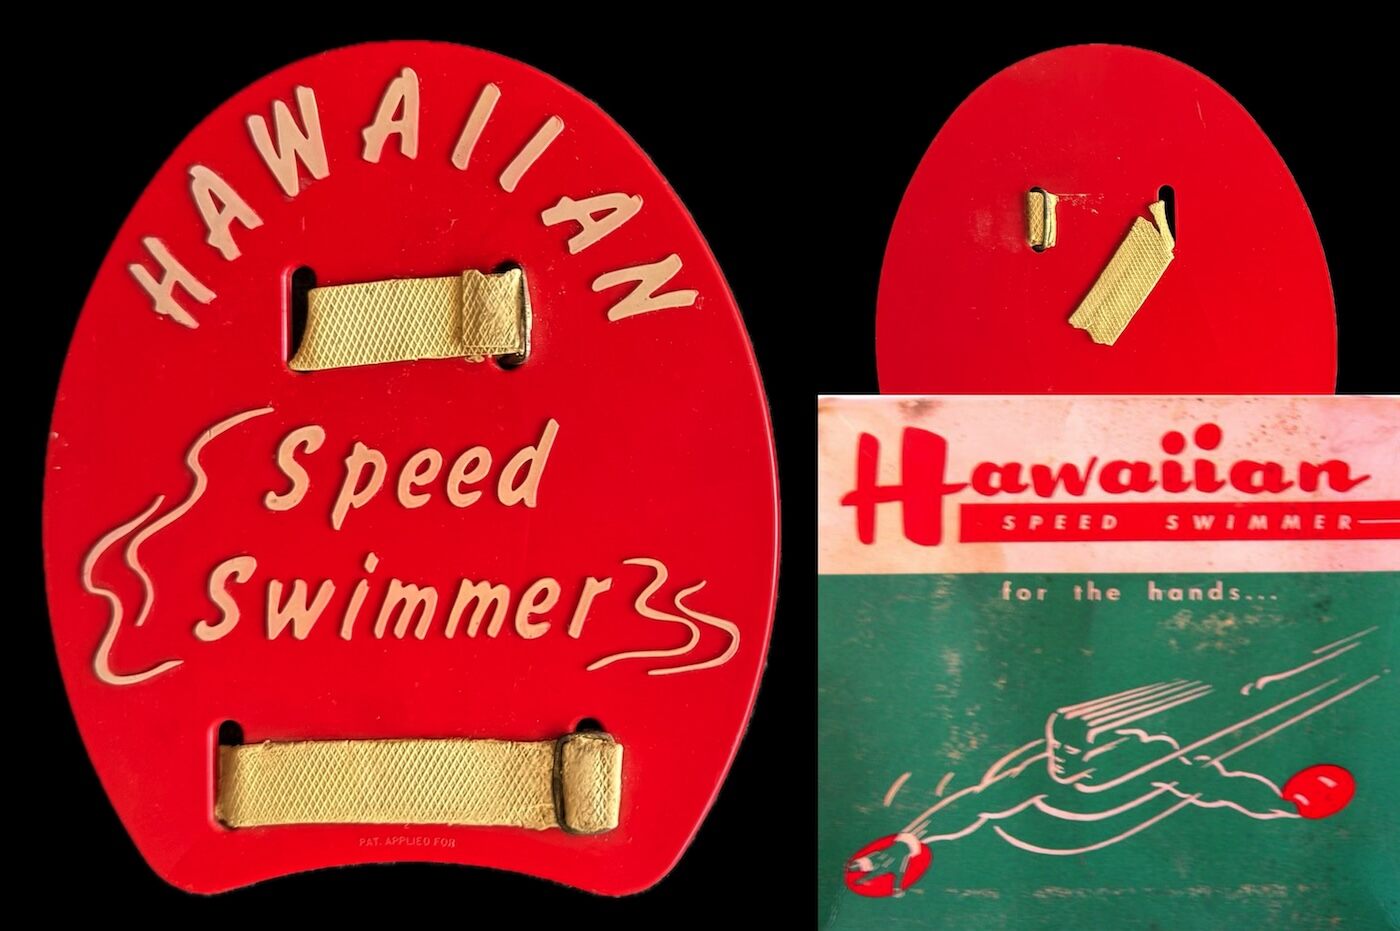 HAWAIIAN
Speed
Swimmer
PAT. APPLIED FOR
Hawaiian
SPEED SWIMMER
for the hands...